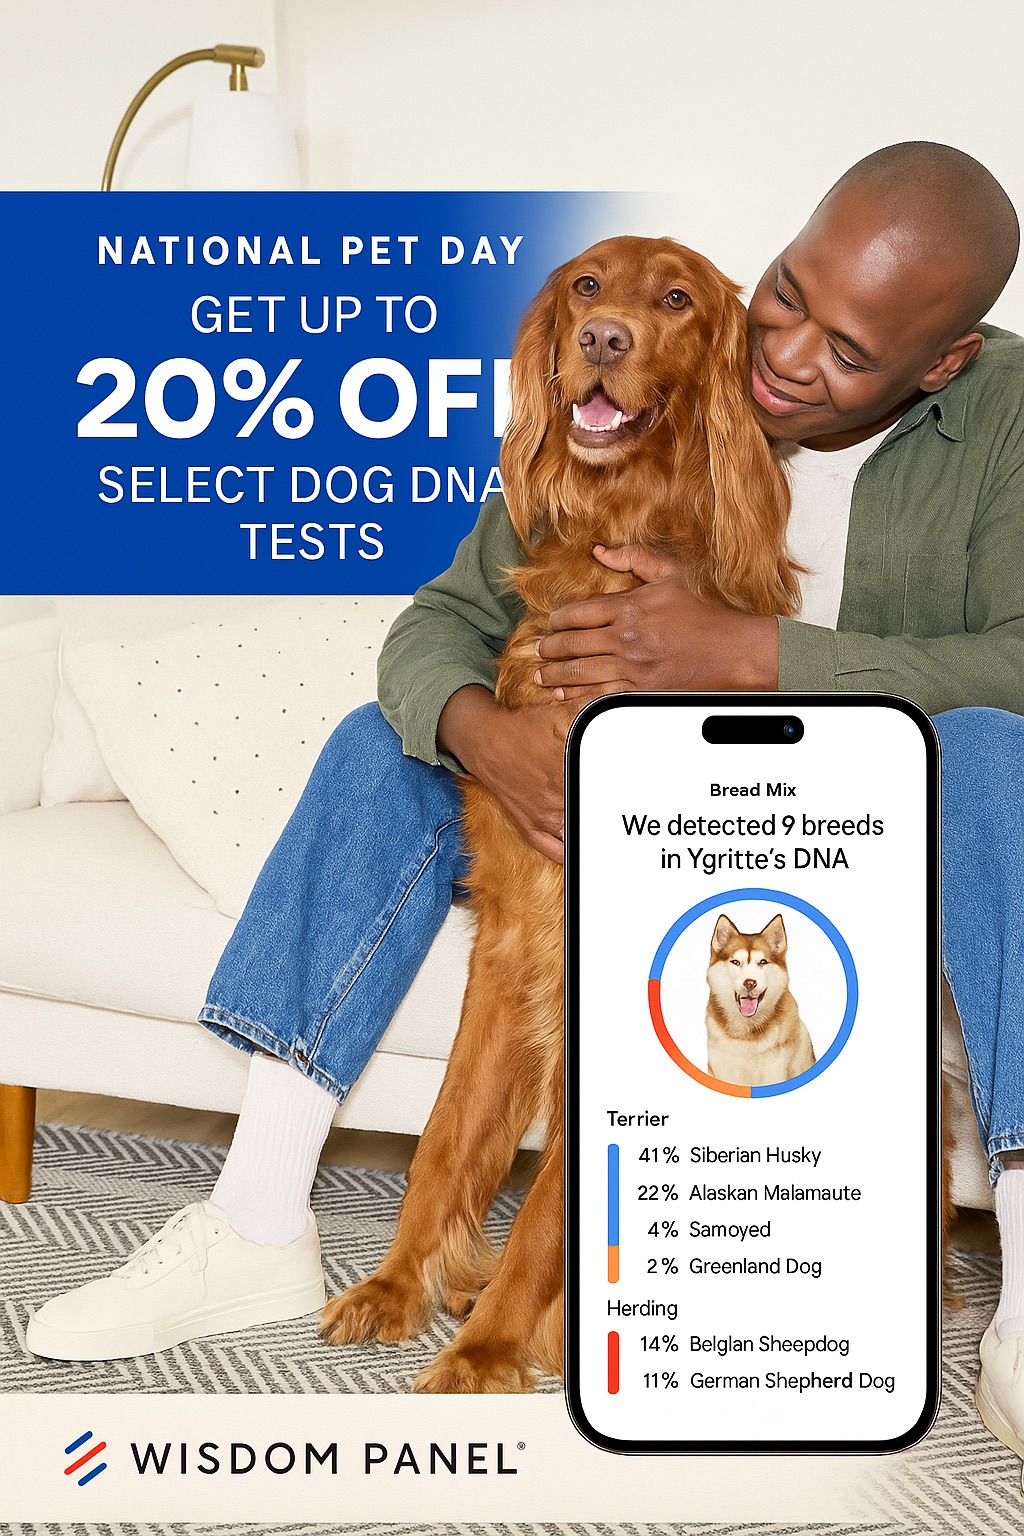 NATIONAL PET DAY
GET UP TO
20% OFF
SELECT DOG DNA
TESTS
Bread Mix
We detected 9 breeds
in Ygritte's DNA
Terrier
41% Siberian Husky
22% Alaskan Malamaute
4% Samoyed
2% Greenland Dog
Herding
14% Belglan Sheepdog
11% German Shepherd Dog
WISDOM PANEL®